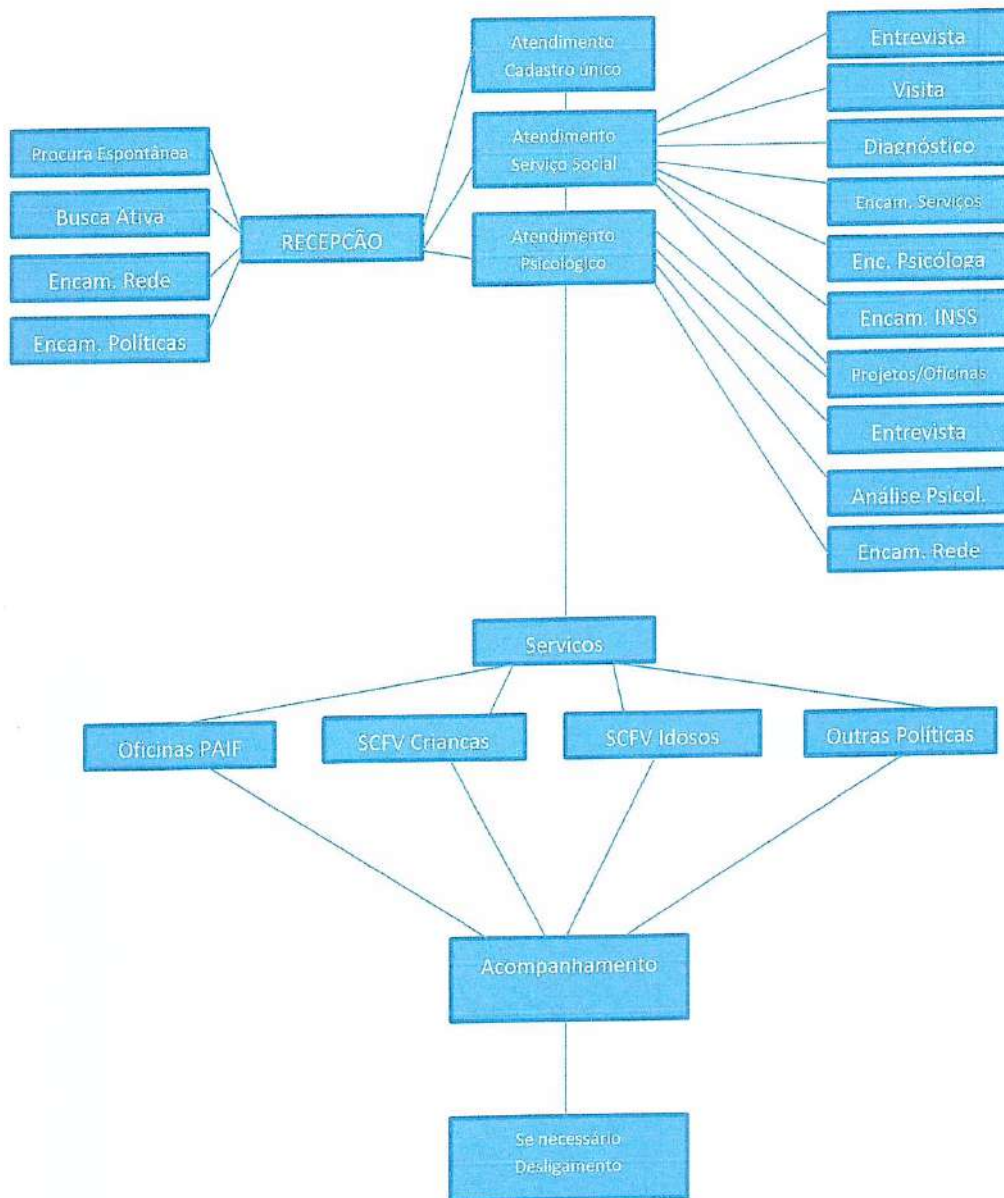 Procura Espontânea
Busca Ativa
Encam. Rede
Encam. Políticas
RECEPCÃO
Atendimento
Cadastro único
Atendimento
Serviço Social
Atendimento
Psicológico
Entrevista
Visita
Diagnóstico
Encam. Serviços
Enc. Psicóloga
Encam. INSS
Projetos/Oficinas
Entrevista
Análise Psicol.
Encam. Rede
Servicos
Oficinas PAIF
SCFV Criancas
SCFV Idosos
Outras Políticas
Acompanhamento
Se necessário
Desligamento